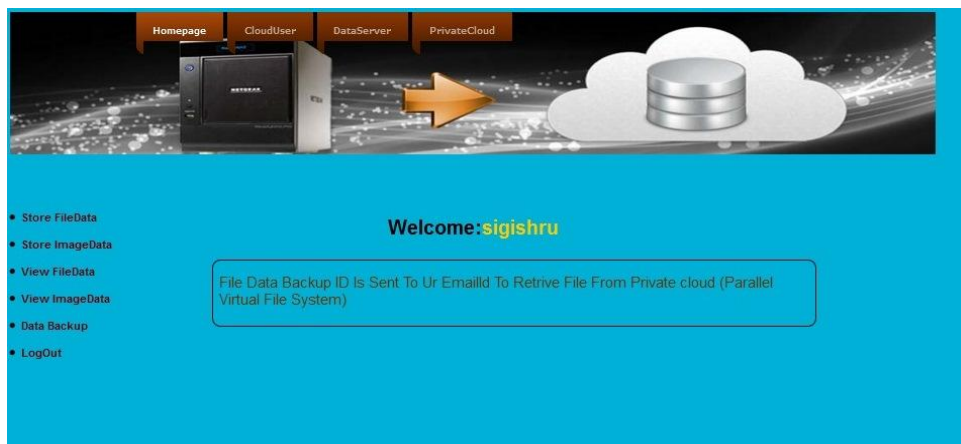 Homepage
CloudUser
DataServer
PrivateCloud
NETGEAR
Welcome:sigishru
Store FileData
Store ImageData
View FileData
View ImageData
Data Backup
LogOut
File Data Backup ID Is Sent To Ur EmailId To Retrive File From Private cloud (Parallel
Virtual File System)